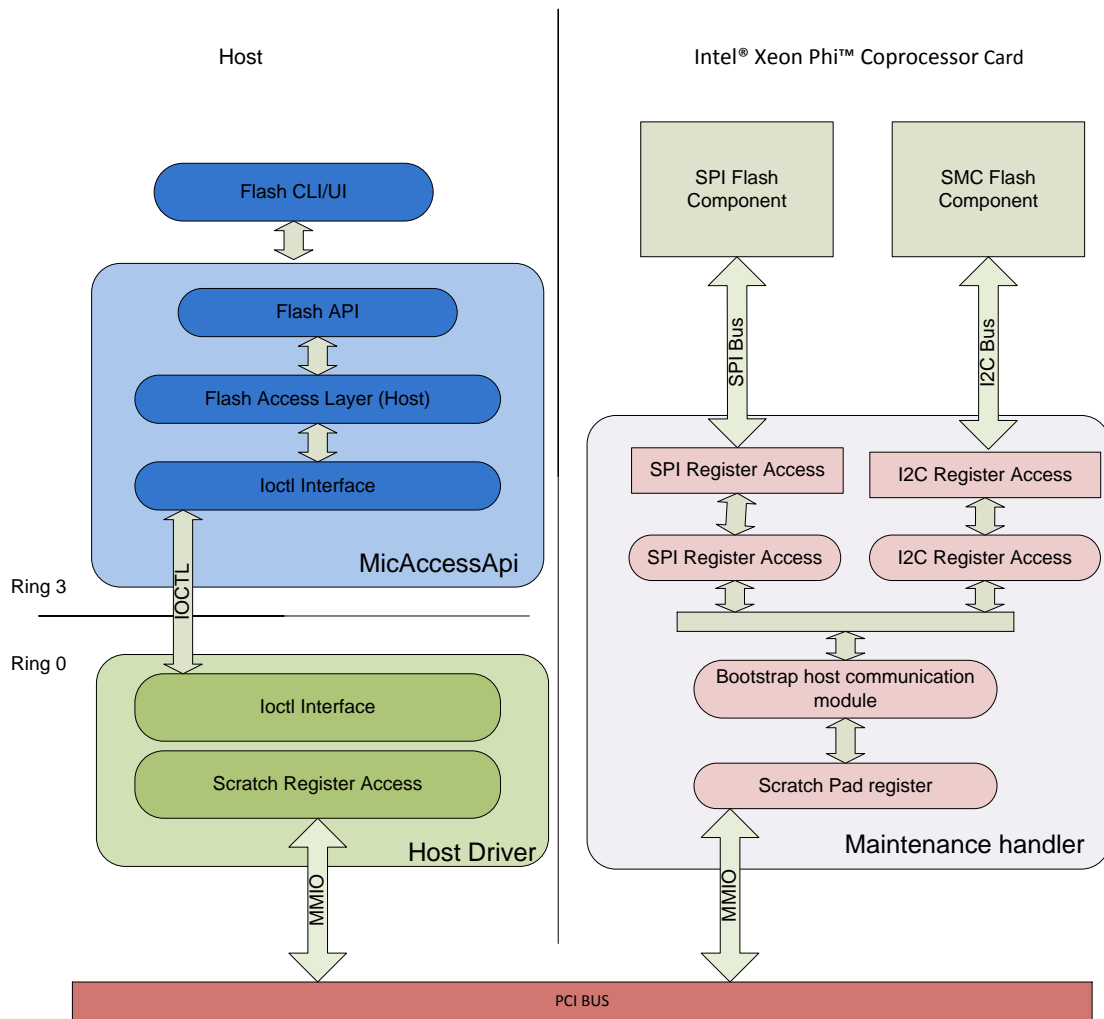 Host
Intel® Xeon Phi™ Coprocessor Card
Flash CLI/UI
Flash API
Flash Access Layer (Host)
Ioctl Interface
MicAccessApi
Ring 3
IOCTL
Ring 0
Ioctl Interface
Scratch Register Access
Host Driver
MMIO
SPI Flash
Component
SMC Flash
Component
SPI Bus
I2C Bus
SPI Register Access
I2C Register Access
SPI Register Access
I2C Register Access
Bootstrap host communication
module
Scratch Pad register
Maintenance handler
MMIO
PCI BUS